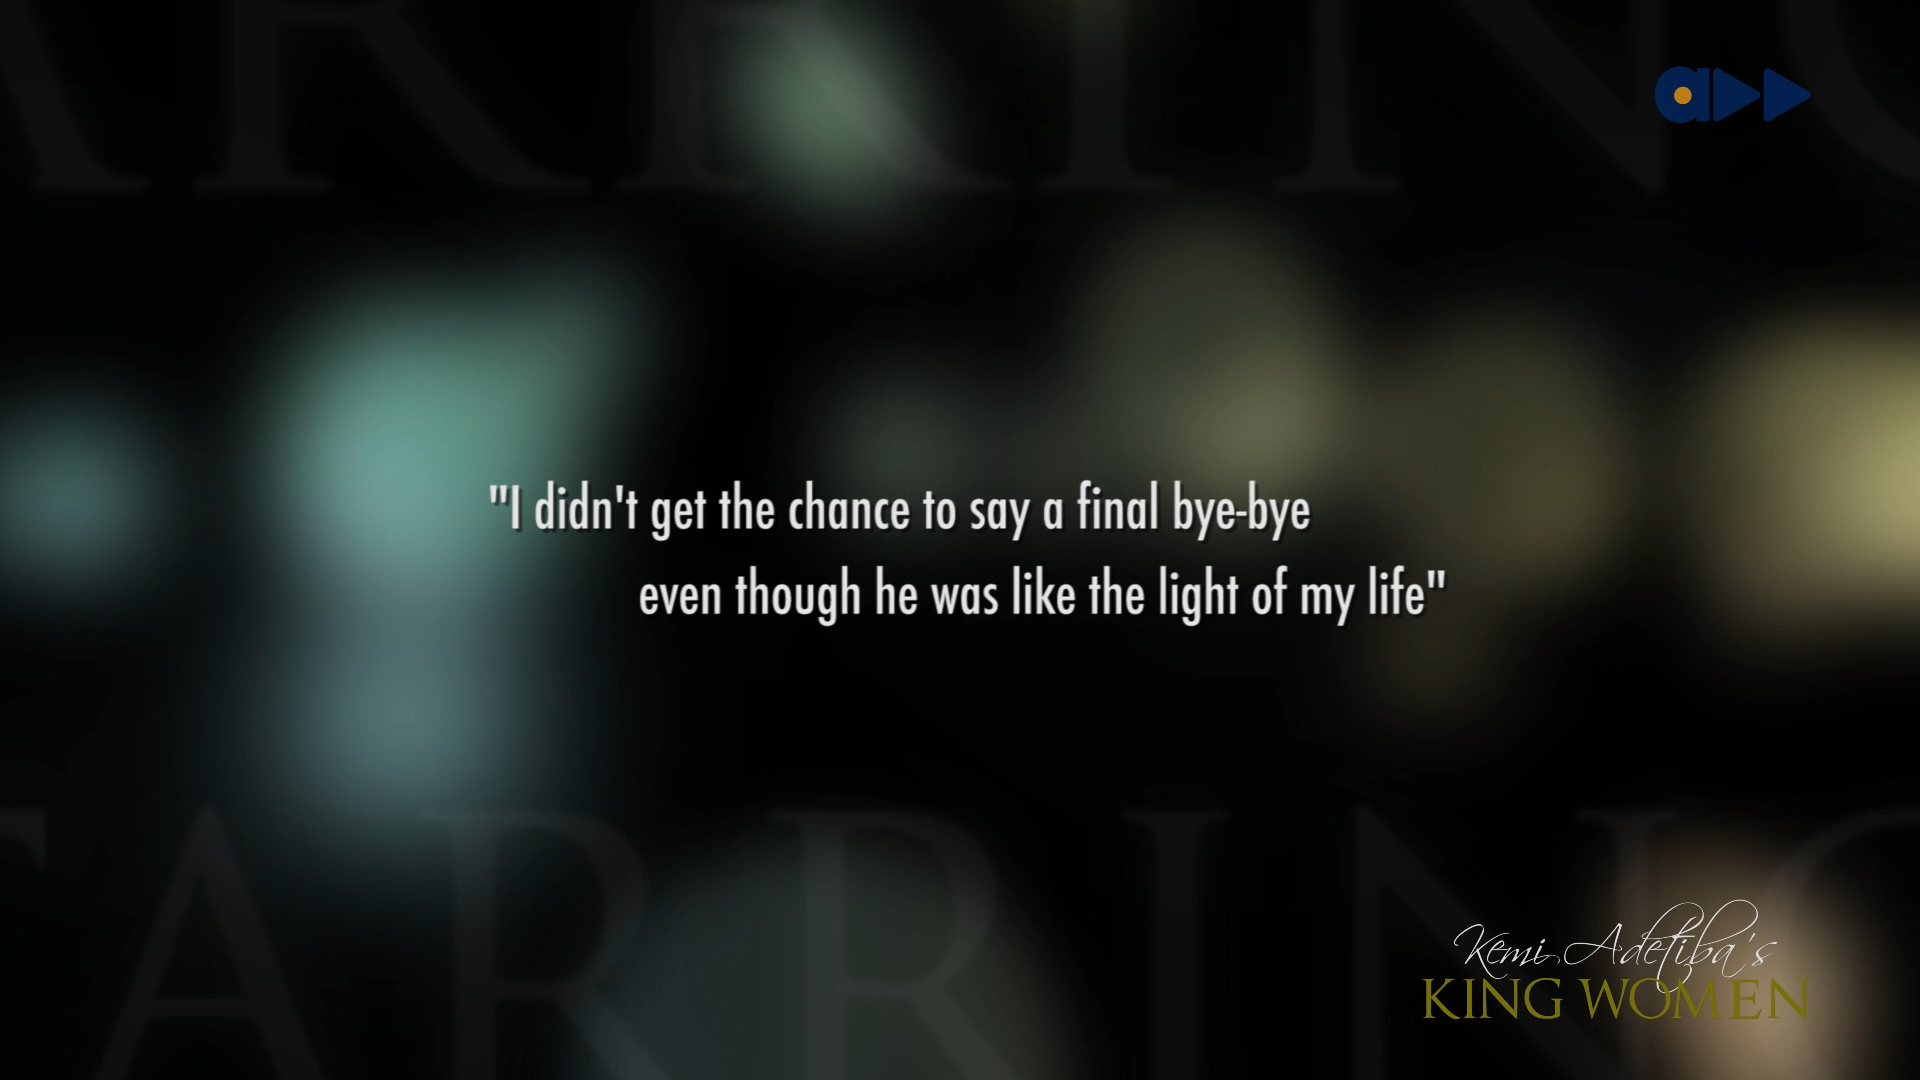 "I didn't get the chance to say a final bye-bye
even though he was like the light of my life"
Kemi Adetiba's
KING WOMEN